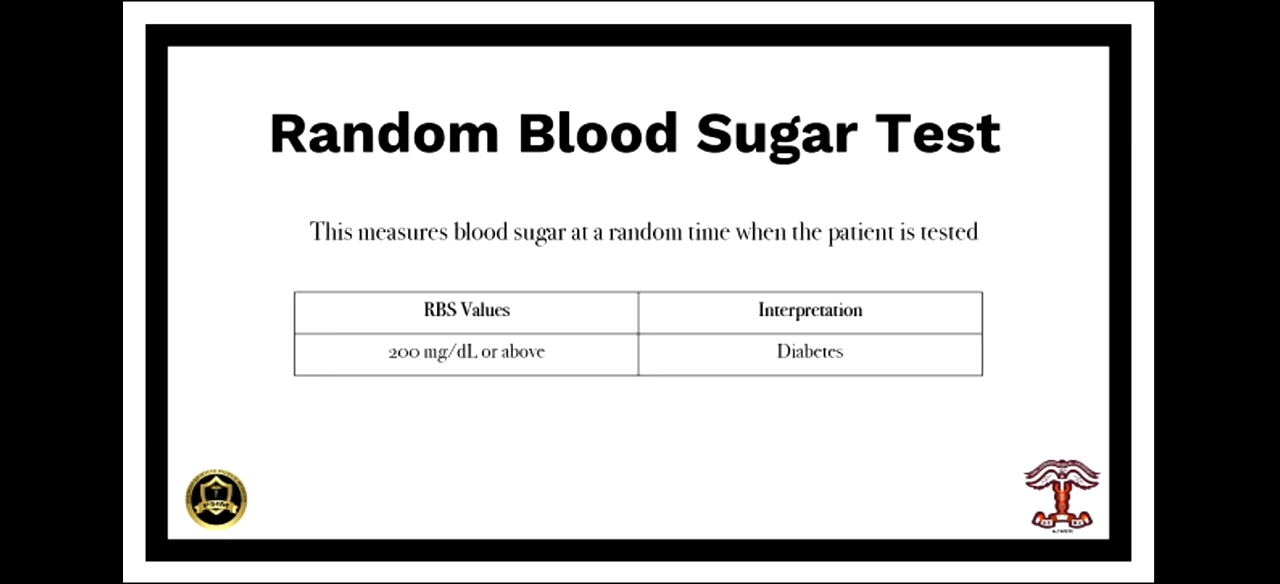 Random Blood Sugar Test
This measures blood sugar at a random time when the patient is tested
RBS Values Interpretation
200 mg/dL or above Diabetes